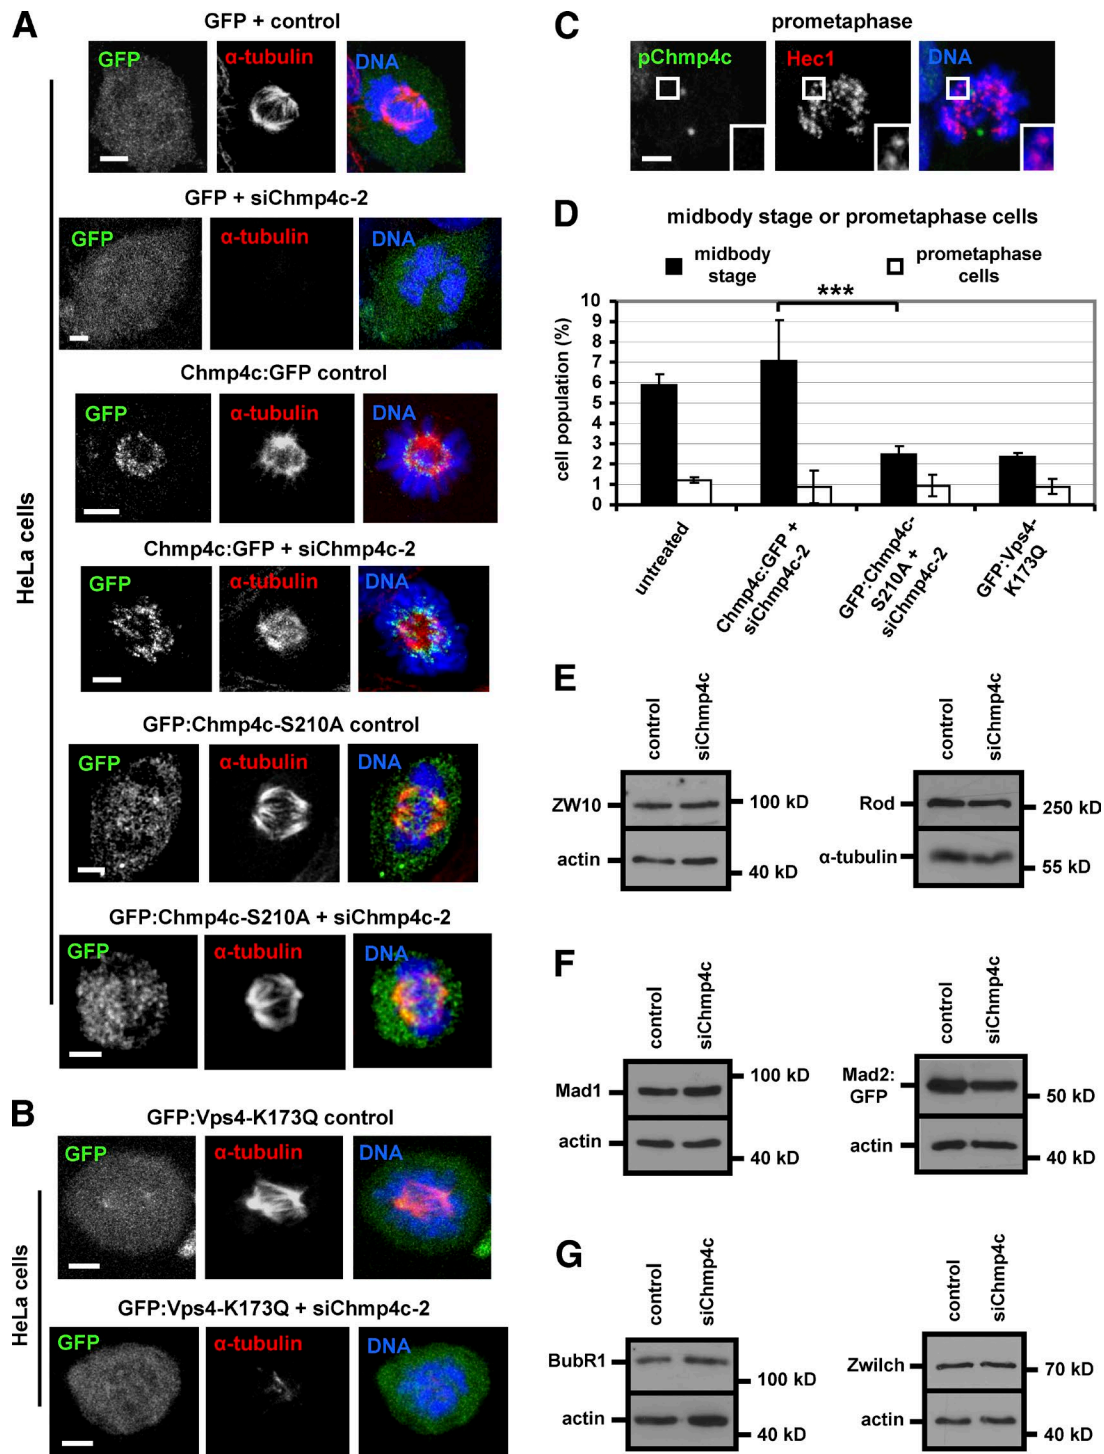 A
GFP + control
GFP
α-tubulin
DNA
GFP + siChmp4c-2
GFP
α-tubulin
DNA
Chmp4c:GFP control
GFP
α-tubulin
DNA
Chmp4c:GFP + siChmp4c-2
GFP
α-tubulin
DNA
GFP:Chmp4c-S210A control
GFP
α-tubulin
DNA
GFP:Chmp4c-S210A + siChmp4c-2
GFP
α-tubulin
DNA
HeLa cells
B
GFP:Vps4-K173Q control
GFP
α-tubulin
DNA
GFP:Vps4-K173Q + siChmp4c-2
GFP
α-tubulin
DNA
HeLa cells
C
prometaphase
pChmp4c
Hec1
DNA
D
midbody stage or prometaphase cells
midbody
stage
prometaphase
cells
***
cell population (%)
10
9
8
7
6
5
4
3
2
1
0
untreated
Chmp4c:GFP +
siChmp4c-2
GFP:Chmp4c-
S210A +
siChmp4c-2
GFP:Vps4-
K173Q
E
control
siChmp4c
ZW10
100 kD
actin
40 kD
control
siChmp4c
Rod
250 kD
α-tubulin
55 kD
F
control
siChmp4c
Mad1
100 kD
actin
40 kD
control
siChmp4c
Mad2:
GFP
50 kD
actin
40 kD
G
control
siChmp4c
BubR1
100 kD
actin
40 kD
control
siChmp4c
Zwilch
70 kD
actin
40 kD